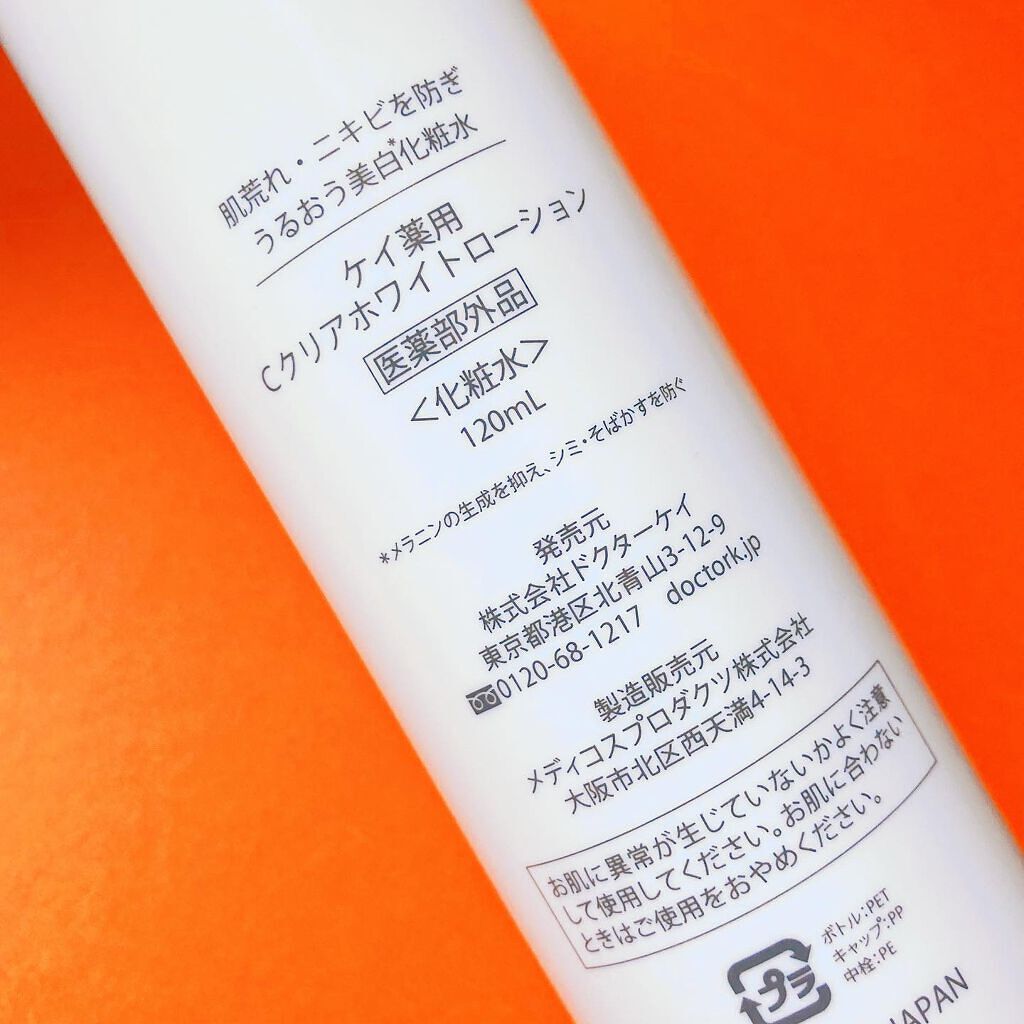 肌荒れ・ニキビを防ぎ
うるおう美白*化粧水
ケイ薬用
Cクリアホワイトローション
医薬部外品
<化粧水>
120mL
*メラニンの生成を抑え、シミ・そばかすを防ぐ
発売元
株式会社ドクターケイ
東京都港区北青山3-12-9
0120-68-1217 doctork.jp
製造販売元
メディコスプロダクツ株式会社
大阪市北区西天満4-14-3
お肌に異常が生じていないかよく注意
して使用してください。お肌に合わない
ときはご使用をおやめください。
プラ
ボトル:PET
キャップ:PP
中栓:PE
JAPAN